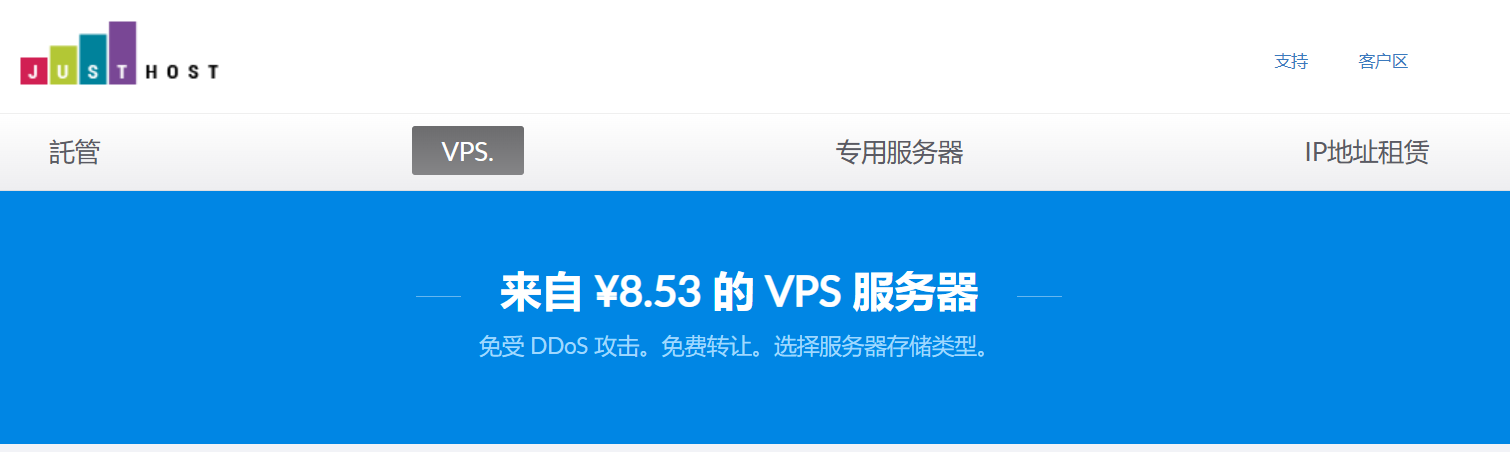 JUST HOST
支持 客户区
託管 VPS. 专用服务器 IP地址租赁
来自 ¥8.53 的 VPS 服务器
免受 DDoS 攻击。免费转让。选择服务器存储类型。